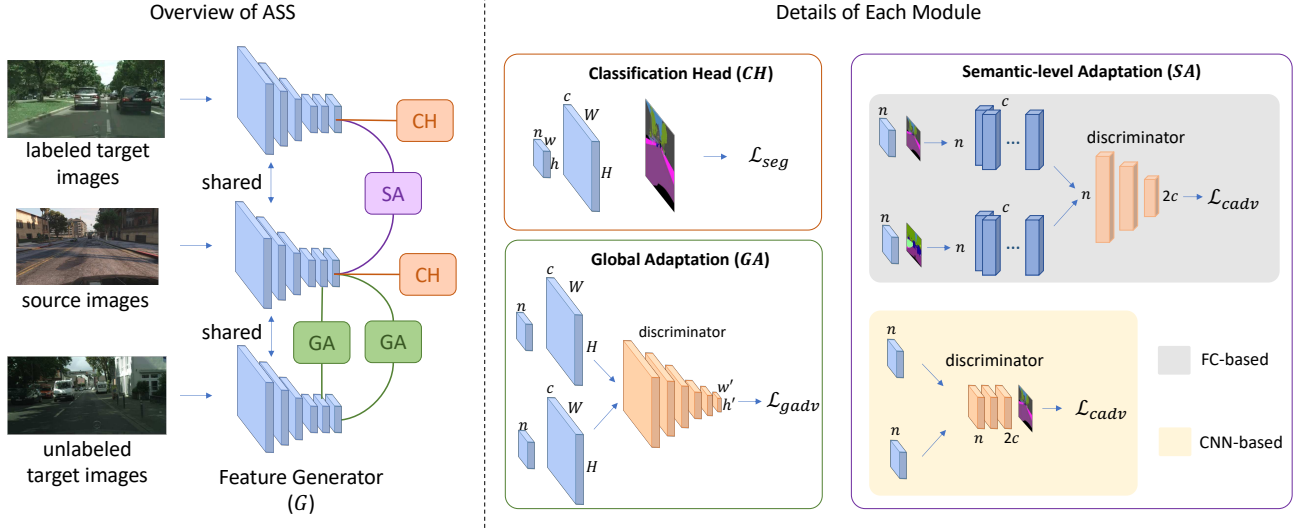 Overview of ASS
labeled target
images
shared
source images
shared
unlabeled
target images
CH
SA
CH
GA
GA
Feature Generator
(G)
Details of Each Module
Classification Head (CH)
c
W
n
w
h
H
ℒseg
Global Adaptation (GA)
c
W
n
H
discriminator
c
W
n
H
w′
h′
ℒgadv
Semantic-level Adaptation (SA)
n
n
c
...
discriminator
n
2c
ℒcadv
n
n
c
...
n
discriminator
n
2c
ℒcadv
n
FC-based
CNN-based